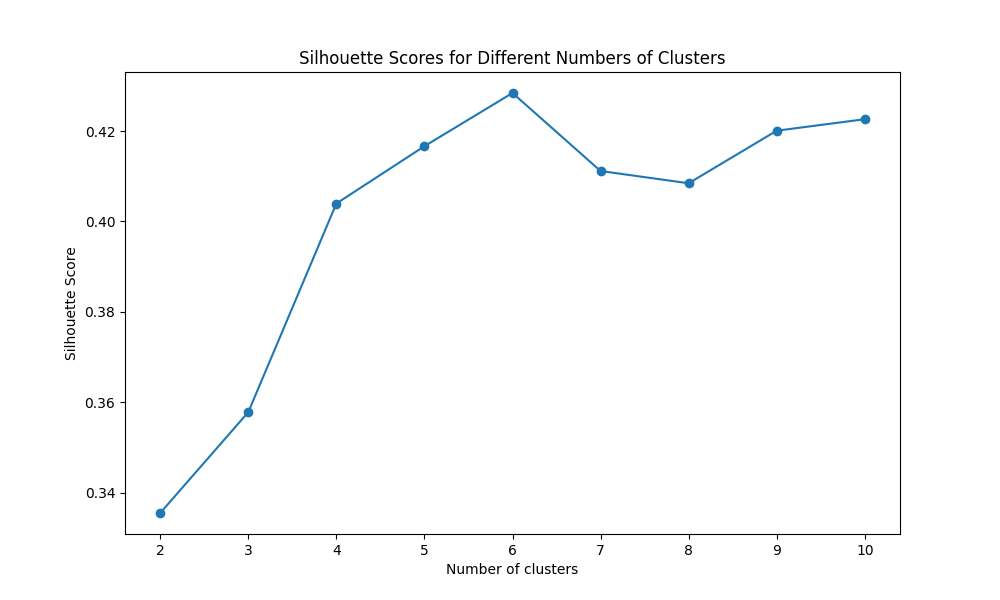 Silhouette Scores for Different Numbers of Clusters
0.42
0.40
0.38
0.36
0.34
Silhouette Score
2 3 4 5 6 7 8 9 10
Number of clusters